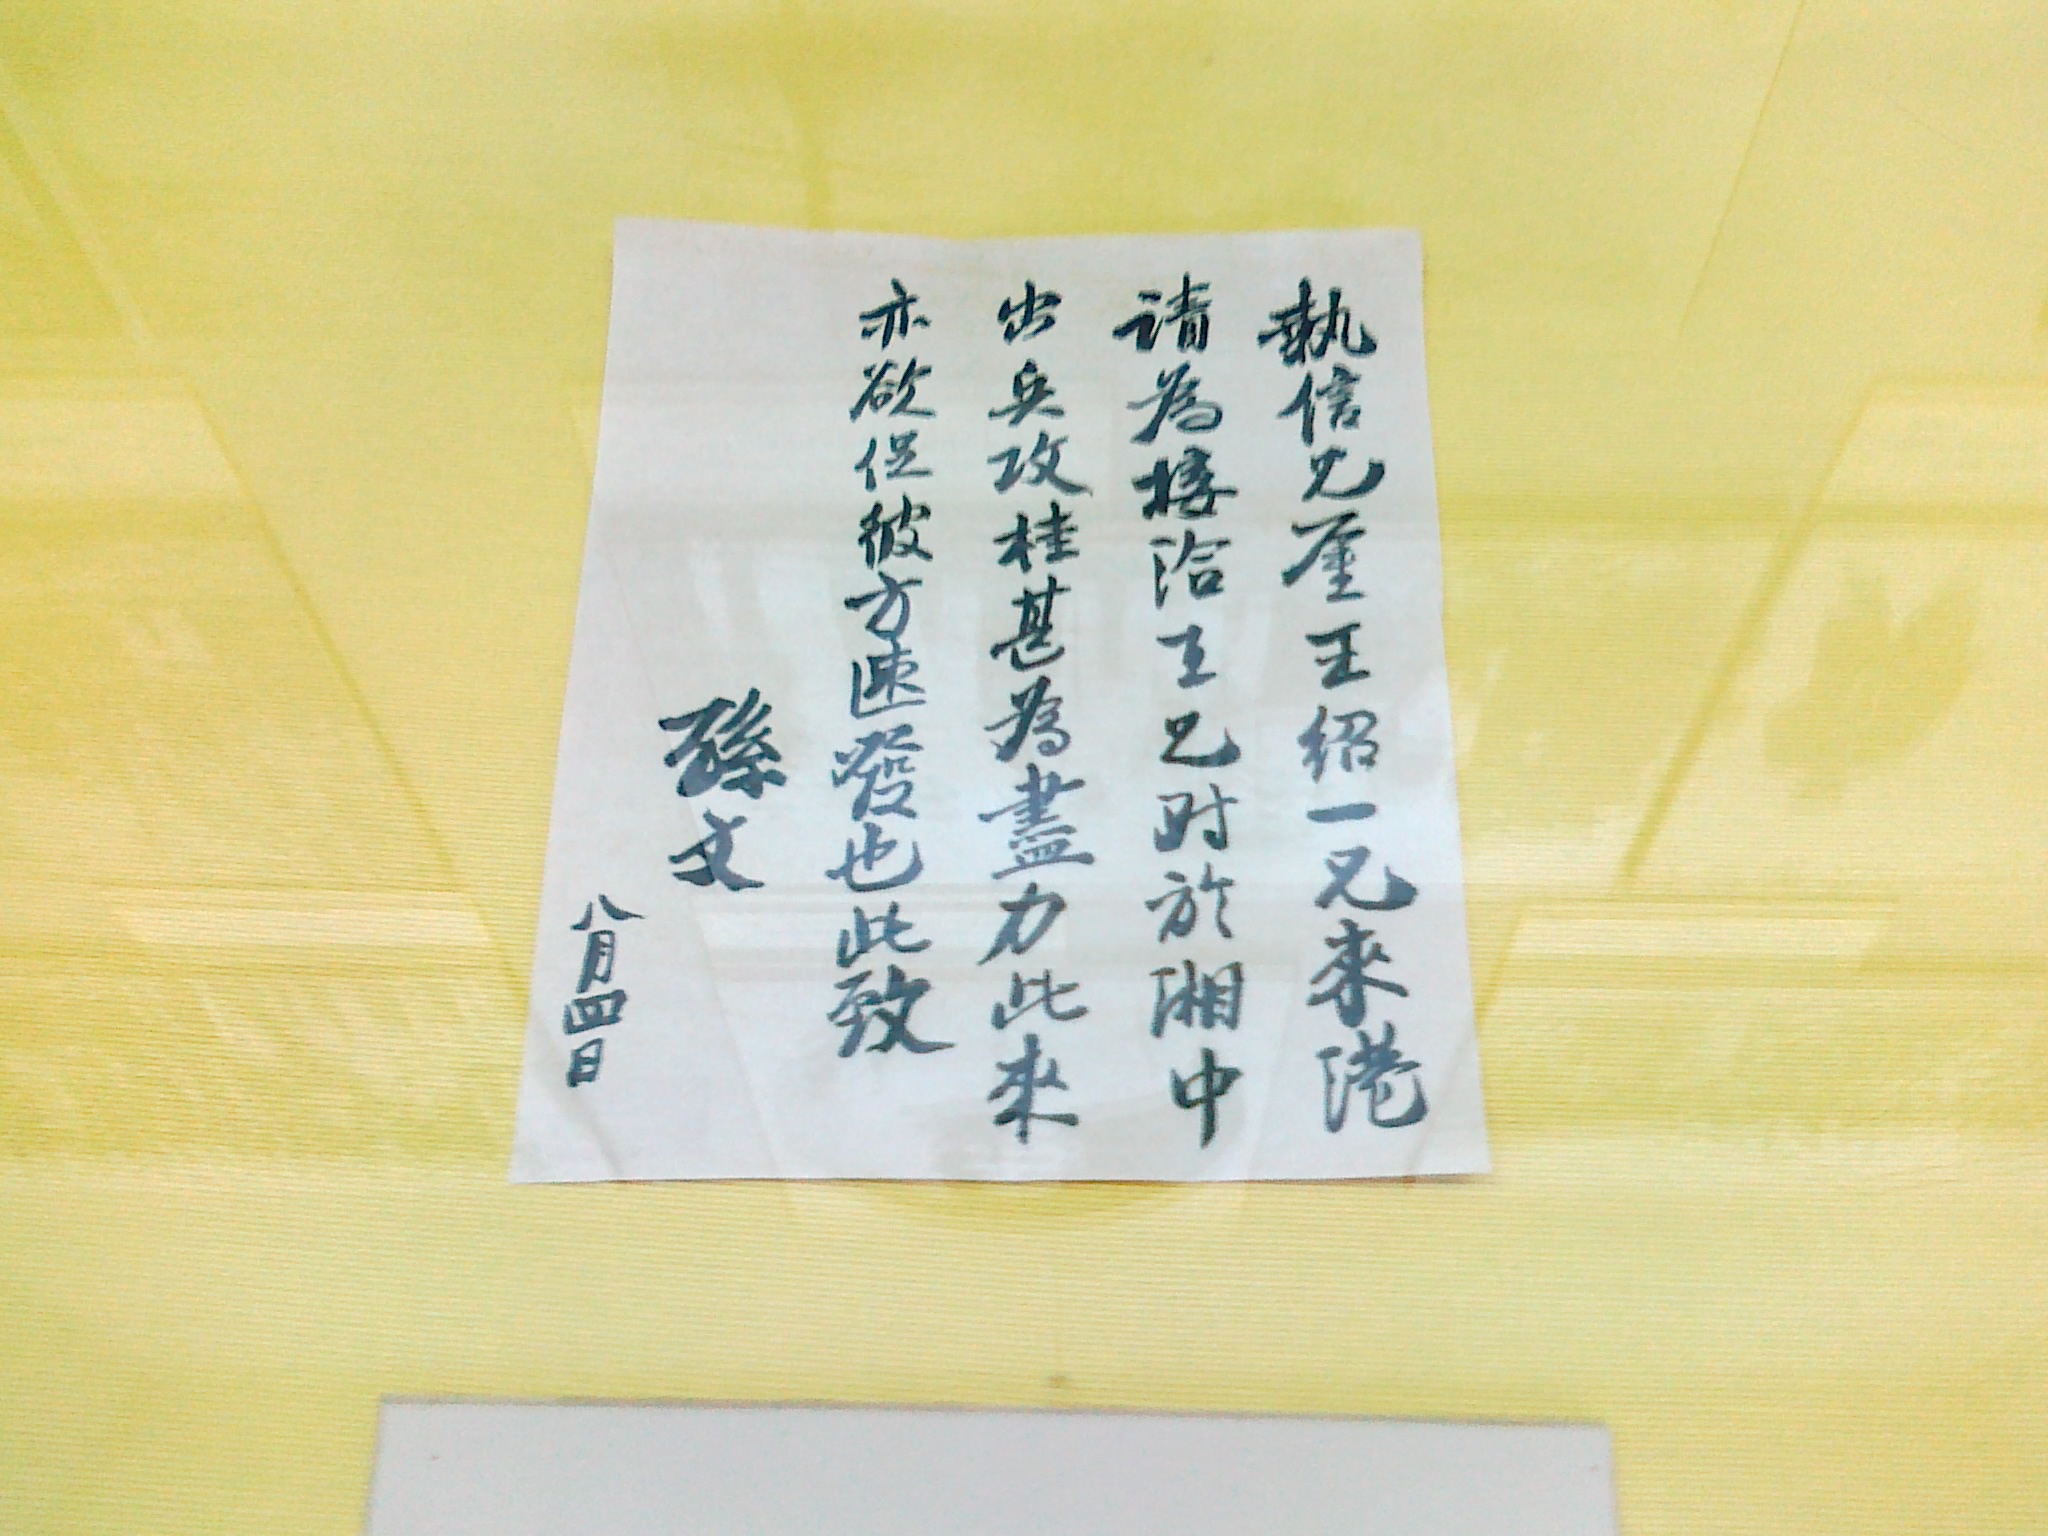 執信兄鑒王紹一兄來港
請為接洽王兄对於湘中
出兵攻桂甚為盡力此來
亦欲促彼方速發也此致
孫文
八月四日